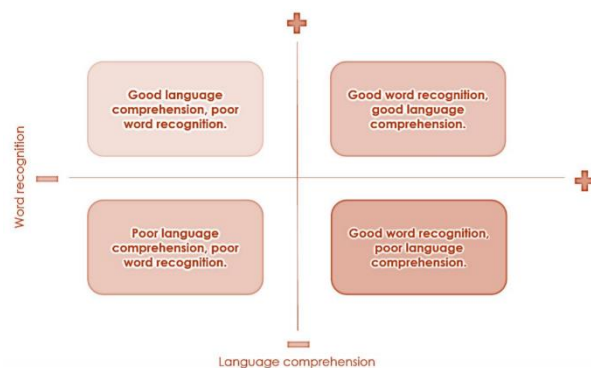 Good language
comprehension, poor
word recognition.
Good word recognition,
good language
comprehension.
Word recognition
Poor language
comprehension, poor
word recognition.
Good word recognition,
poor language
comprehension.
Language comprehension